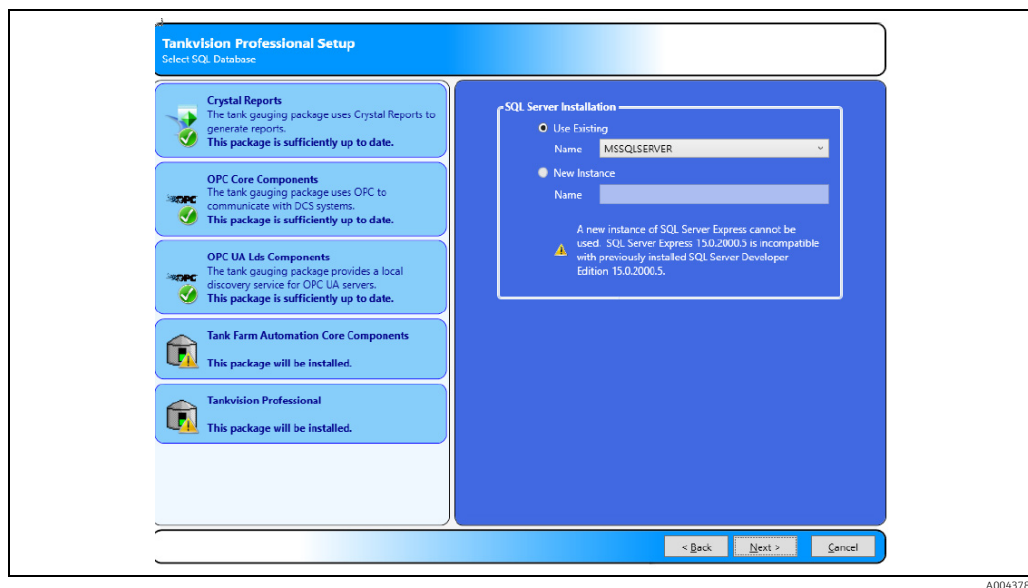 Tankvision Professional Setup
Select SQL Database
Crystal Reports
The tank gauging package uses Crystal Reports to
generate reports.
This package is sufficiently up to date.
OPC
OPC Core Components
The tank gauging package uses OPC to
communicate with DCS systems.
This package is sufficiently up to date.
OPC
OPC UA Lds Components
The tank gauging package provides a local
discovery service for OPC UA servers.
This package is sufficiently up to date.
Tank Farm Automation Core Components
This package will be installed.
Tankvision Professional
This package will be installed.
SQL Server Installation
Use Existing
Name MSSQLSERVER
New Instance
Name
A new instance of SQL Server Express cannot be
used. SQL Server Express 15.0.2000.5 is incompatible
with previously installed SQL Server Developer
Edition 15.0.2000.5.
< Back Next > Cancel
A004378